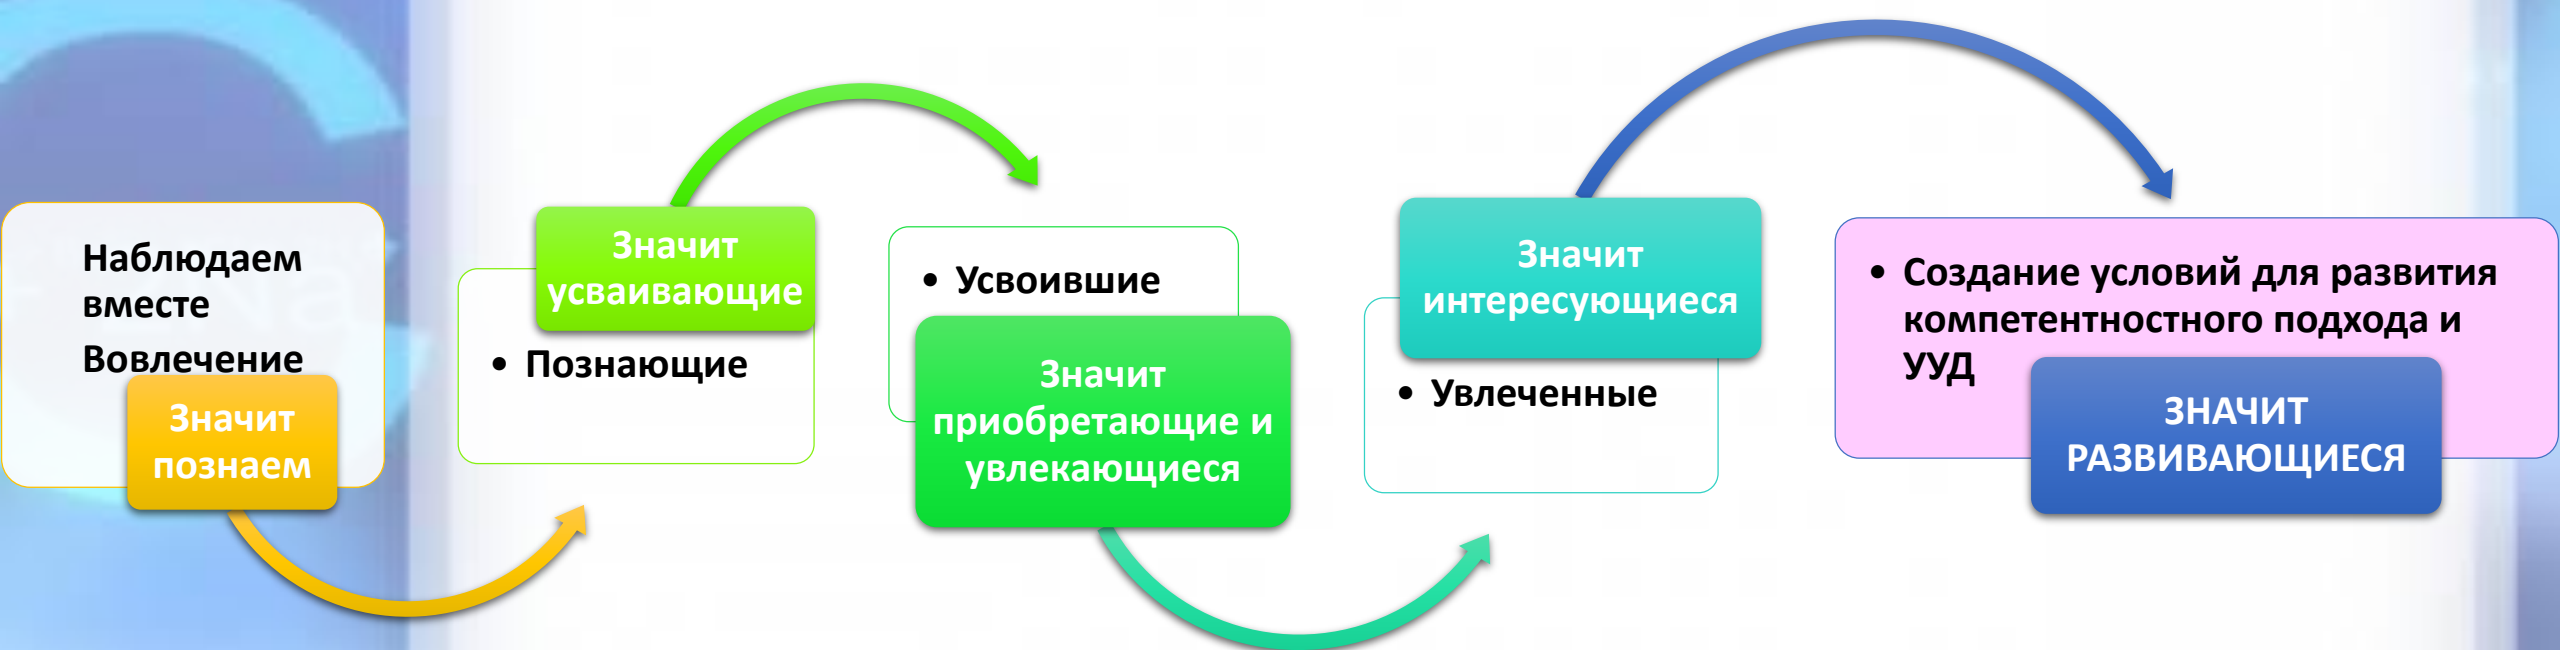 Наблюдаем
вместе
Вовлечение
Значит
познаем
Значит
усваивающие
• Познающие
• Усвоившие
Значит
приобретающие и
увлекающиеся
Значит
интересующиеся
• Увлеченные
• Создание условий для развития
компетентностного подхода и
УУД
ЗНАЧИТ
РАЗВИВАЮЩИЕСЯ